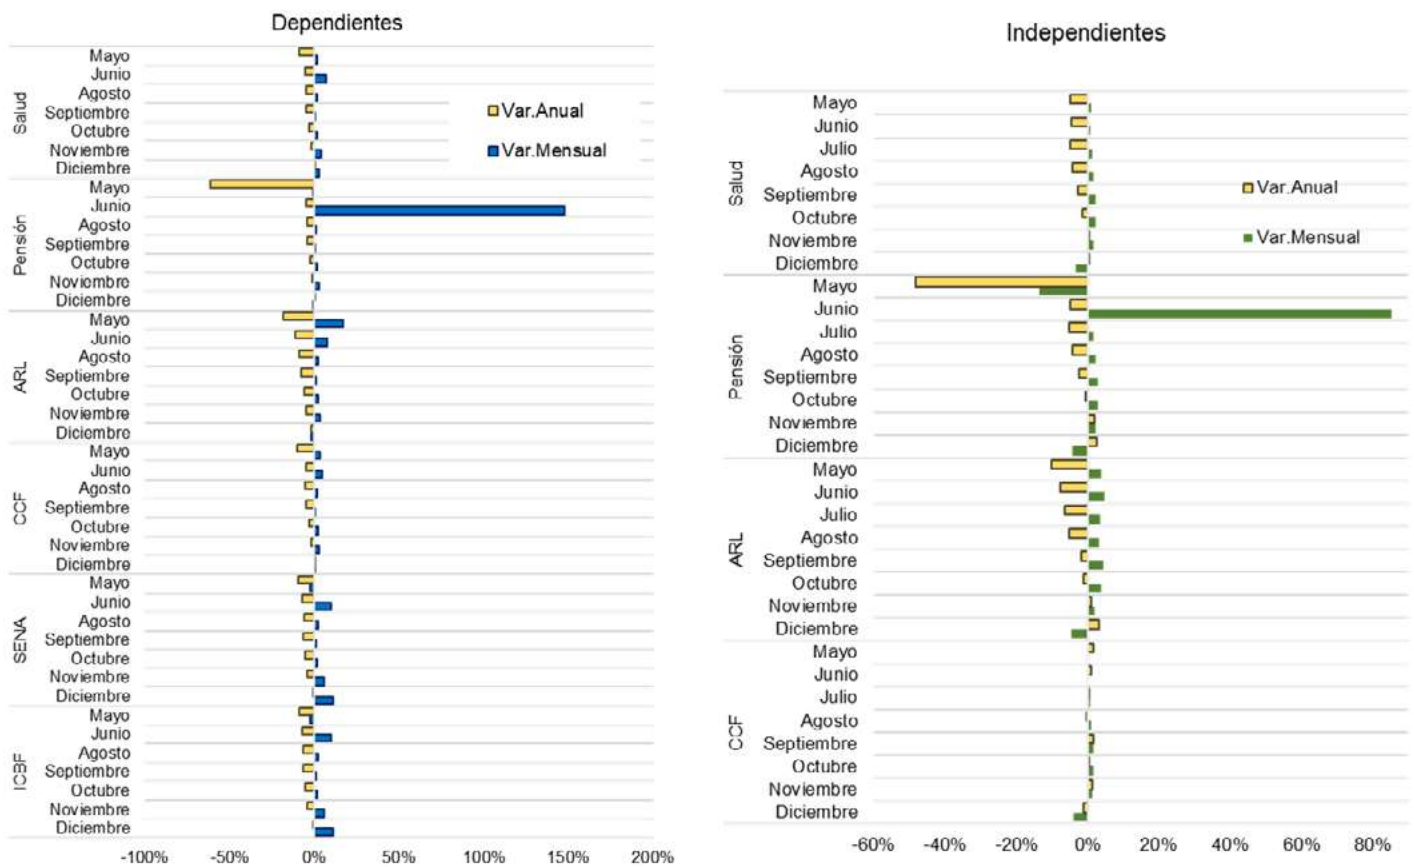 Dependientes
Salud
Mayo
Junio
Agosto
Septiembre
Octubre
Noviembre
Diciembre
Pensión
Mayo
Junio
Agosto
Septiembre
Octubre
Noviembre
Diciembre
ARL
Mayo
Junio
Agosto
Septiembre
Octubre
Noviembre
Diciembre
CCF
Mayo
Junio
Agosto
Septiembre
Octubre
Noviembre
Diciembre
SENA
Mayo
Junio
Agosto
Septiembre
Octubre
Noviembre
Diciembre
ICBF
Mayo
Junio
Agosto
Septiembre
Octubre
Noviembre
Diciembre
Var.Anual
Var.Mensual
-100% -50% 0% 50% 100% 150% 200%
Independientes
Salud
Mayo
Junio
Julio
Agosto
Septiembre
Octubre
Noviembre
Diciembre
Pensión
Mayo
Junio
Julio
Agosto
Septiembre
Octubre
Noviembre
Diciembre
ARL
Mayo
Junio
Julio
Agosto
Septiembre
Octubre
Noviembre
Diciembre
CCF
Mayo
Junio
Julio
Agosto
Septiembre
Octubre
Noviembre
Diciembre
Var.Anual
Var.Mensual
-60% -40% -20% 0% 20% 40% 60% 80%